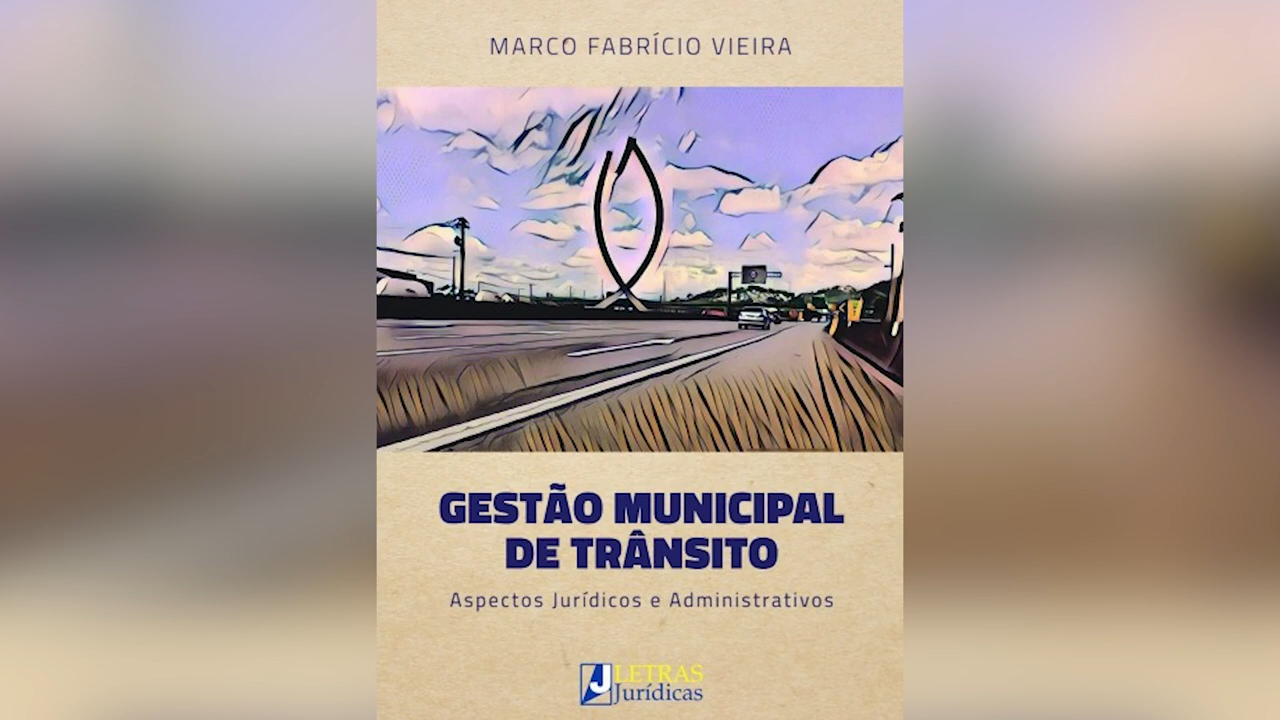 MARCO FABRÍCIO VIEIRA
GESTÃO MUNICIPAL
DE TRÂNSITO
Aspectos Jurídicos e Administrativos
LETRAS
Jurídicas